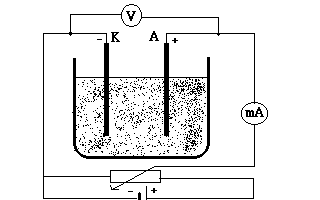 V
− K A +
mA
− +